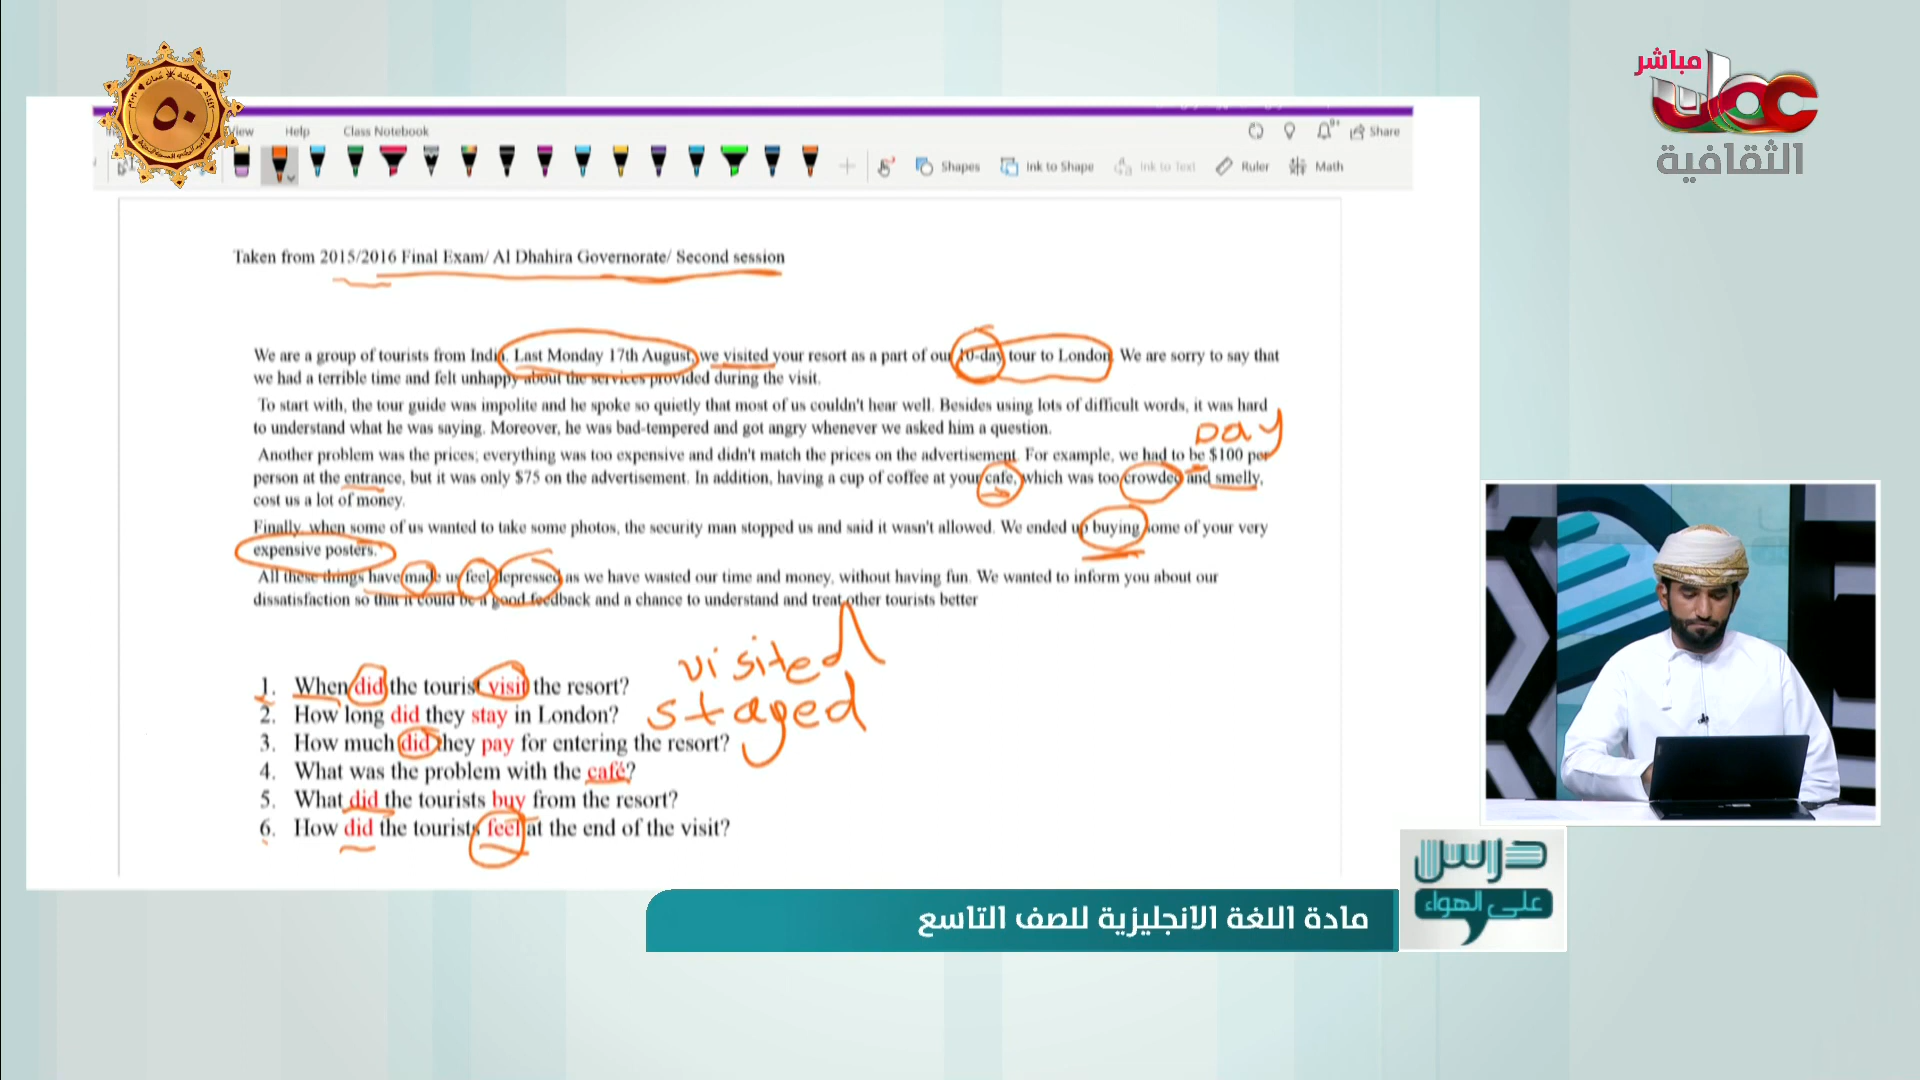 مباشر
عمان
الثقافية
٥٠
View Help Class Notebook Share
Shapes Ink to Shape Ink to Text Ruler Math
Taken from 2015/2016 Final Exam/ Al Dhahira Governorate/ Second session
We are a group of tourists from India. Last Monday 17th August, we visited your resort as a part of our 10-day tour to London. We are sorry to say that
we had a terrible time and felt unhappy about the services provided during the visit.
To start with, the tour guide was impolite and he spoke so quietly that most of us couldn't hear well. Besides using lots of difficult words, it was hard
to understand what he was saying. Moreover, he was bad-tempered and got angry whenever we asked him a question.
pay
Another problem was the prices; everything was too expensive and didn't match the prices on the advertisement. For example, we had to be $100 per
person at the entrance, but it was only $75 on the advertisement. In addition, having a cup of coffee at your cafe, which was too crowded and smelly,
cost us a lot of money.
Finally, when some of us wanted to take some photos, the security man stopped us and said it wasn't allowed. We ended up buying some of your very
expensive posters.
All these things have made us feel depressed as we have wasted our time and money, without having fun. We wanted to inform you about our
dissatisfaction so that it could be a good feedback and a chance to understand and treat other tourists better
visited
1. When did the tourist visit the resort?
stayed
2. How long did they stay in London?
3. How much did they pay for entering the resort?
4. What was the problem with the café?
5. What did the tourists buy from the resort?
6. How did the tourists feel at the end of the visit?
درس
على الهواء
مادة اللغة الانجليزية للصف التاسع